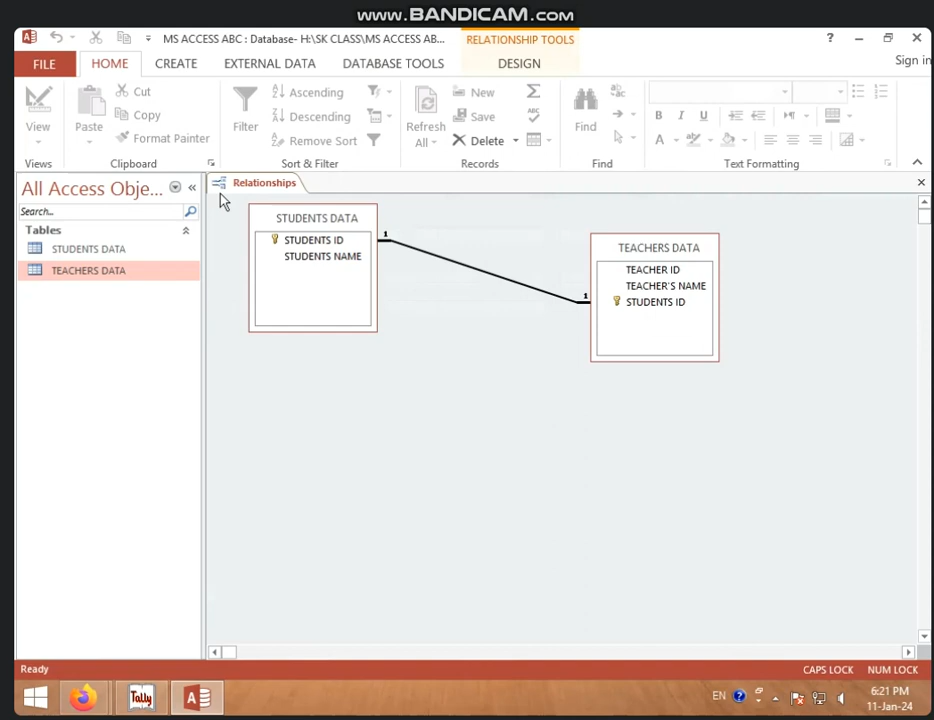 www.BANDICAM.com
MS ACCESS ABC : Database- H:\SK CLASS\MS ACCESS AB...
RELATIONSHIP TOOLS
?
FILE
HOME
CREATE
EXTERNAL DATA
DATABASE TOOLS
DESIGN
Sign in
View
Paste
Cut
Copy
Format Painter
Filter
Ascending
Descending
Remove Sort
Refresh
All
New
Save
Delete
Find
B I U
A
Views
Clipboard
Sort & Filter
Records
Find
Text Formatting
All Access Obje...
Search...
Tables
STUDENTS DATA
TEACHERS DATA
Relationships
STUDENTS DATA
STUDENTS ID
STUDENTS NAME
1
1
TEACHERS DATA
TEACHER ID
TEACHER'S NAME
STUDENTS ID
Ready
CAPS LOCK
NUM LOCK
Tally
EN
6:21 PM
11-Jan-24